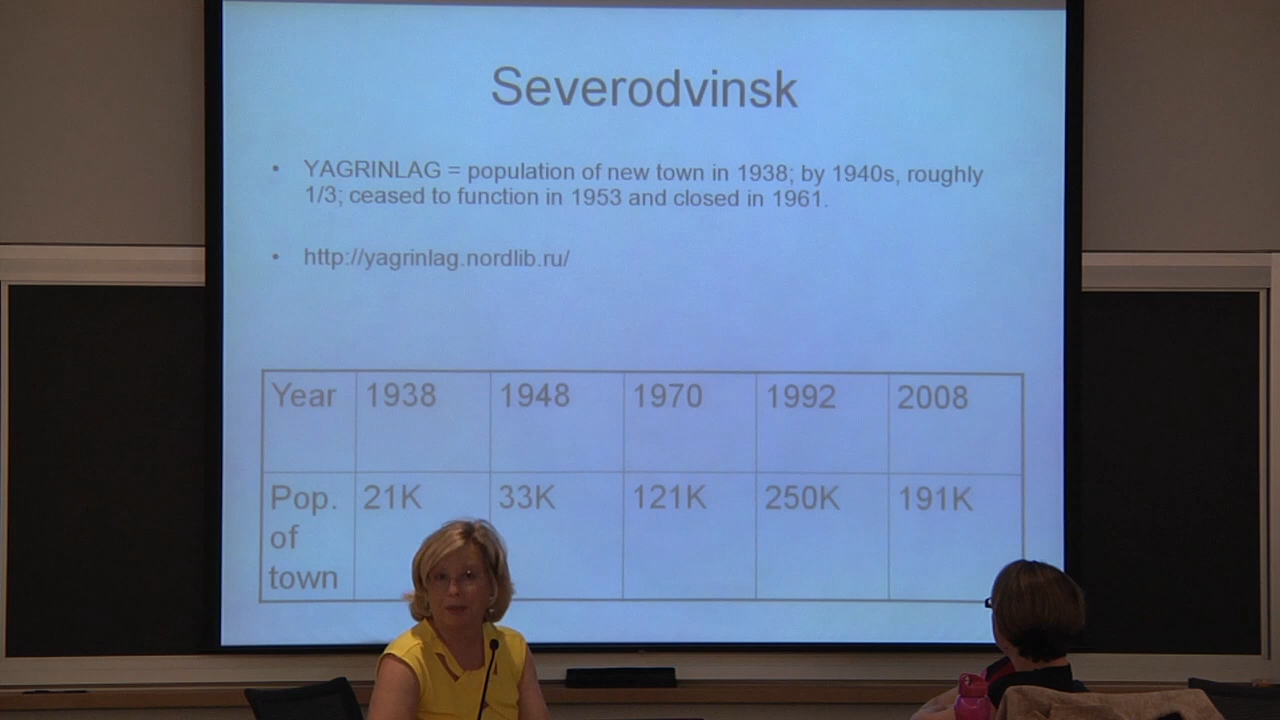 Severodvinsk
• YAGRINLAG = population of new town in 1938; by 1940s, roughly
1/3; ceased to function in 1953 and closed in 1961.
• http://yagrinlag.nordlib.ru/
Year 1938 1948 1970 1992 2008
Pop. 21K 33K 121K 250K 191K
of
town